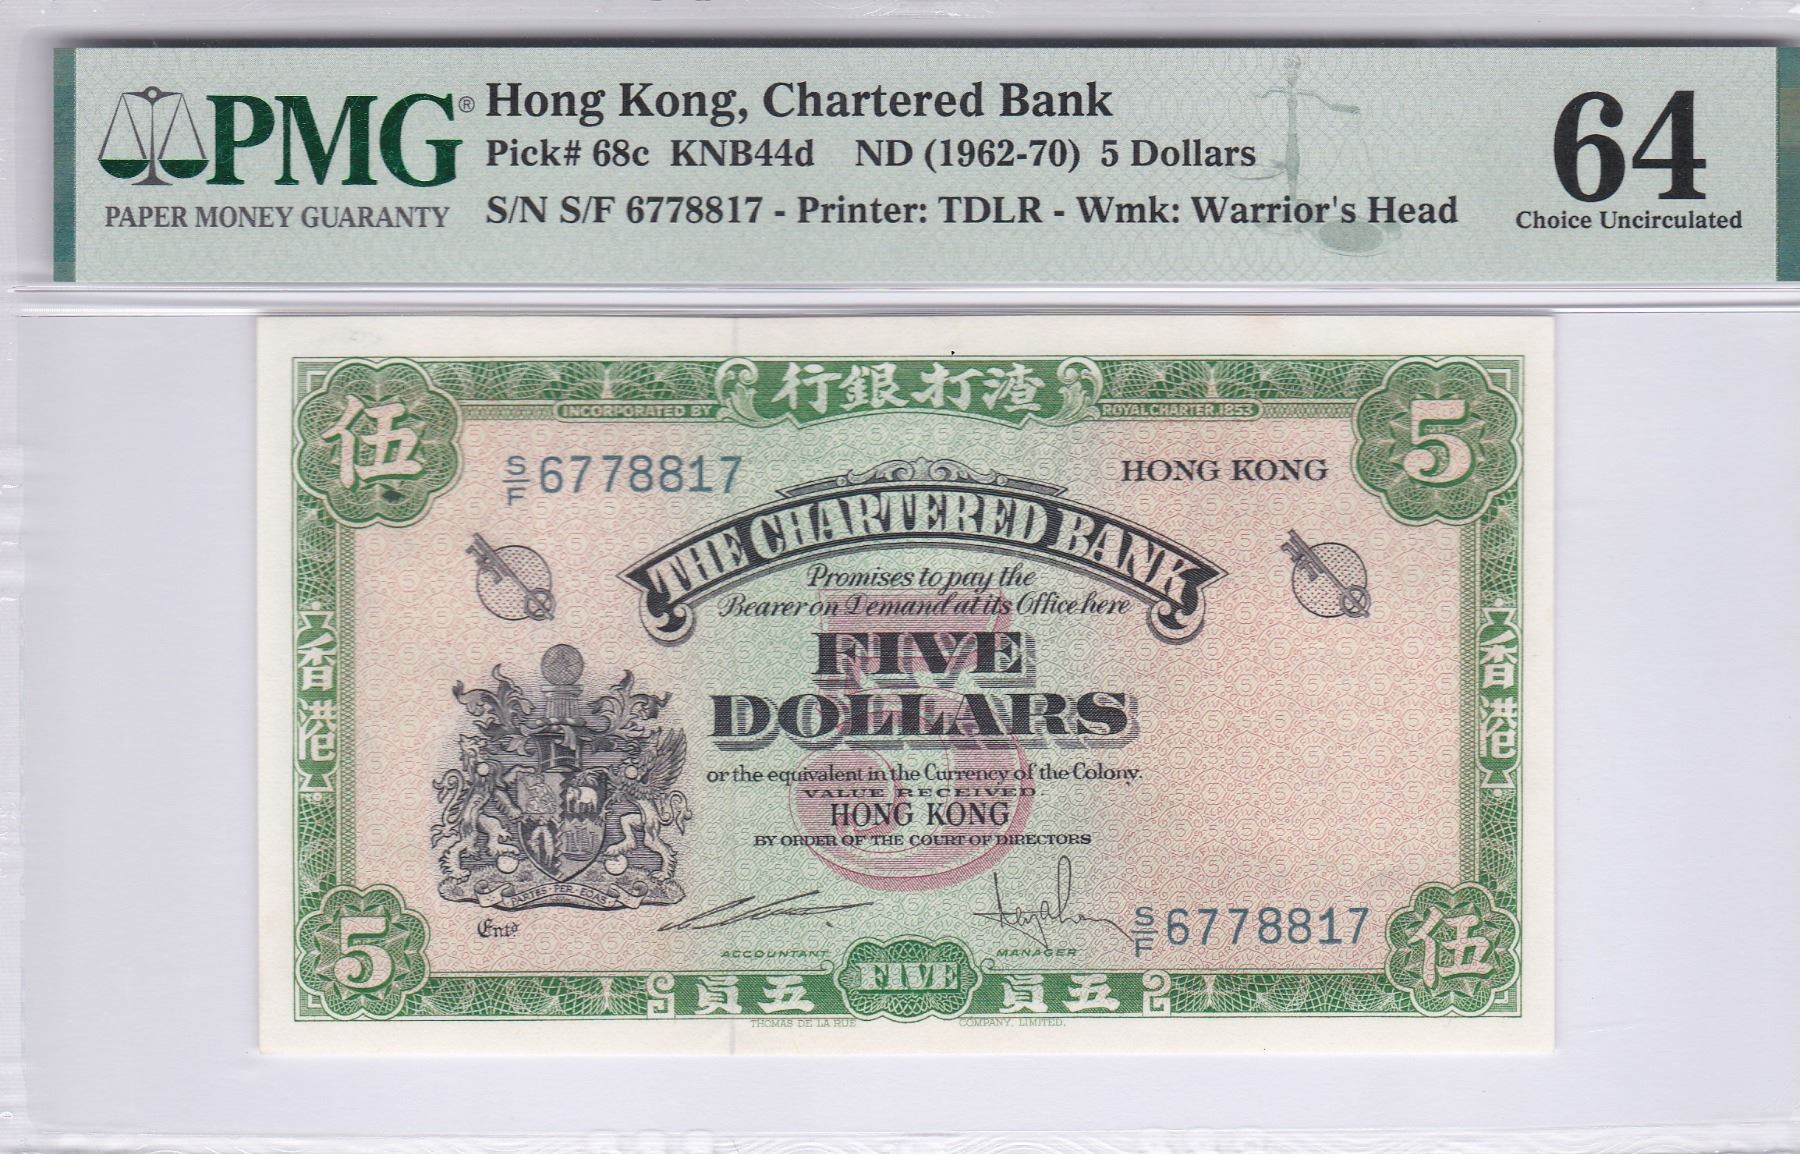 PMG®
PAPER MONEY GUARANTY
Hong Kong, Chartered Bank
Pick# 68c KNB44d ND (1962-70) 5 Dollars
S/N S/F 6778817 - Printer: TDLR - Wmk: Warrior's Head
64
Choice Uncirculated
行銀打渣
INCORPORATED BY ROYAL CHARTER, 1853
伍
5
S/F 6778817
HONG KONG
THE CHARTERED BANK
Promises to pay the
Bearer on Demand at its Office here
FIVE
DOLLARS
5
or the equivalent in the Currency of the Colony.
VALUE RECEIVED
HONG KONG
BY ORDER OF THE COURT OF DIRECTORS
香港
香港
PARTES·PER·EOAS
Entd
ACCOUNTANT
MANAGER
S/F 6778817
5
伍
員五
FIVE
員五
THOMAS DE LA RUE COMPANY, LIMITED.